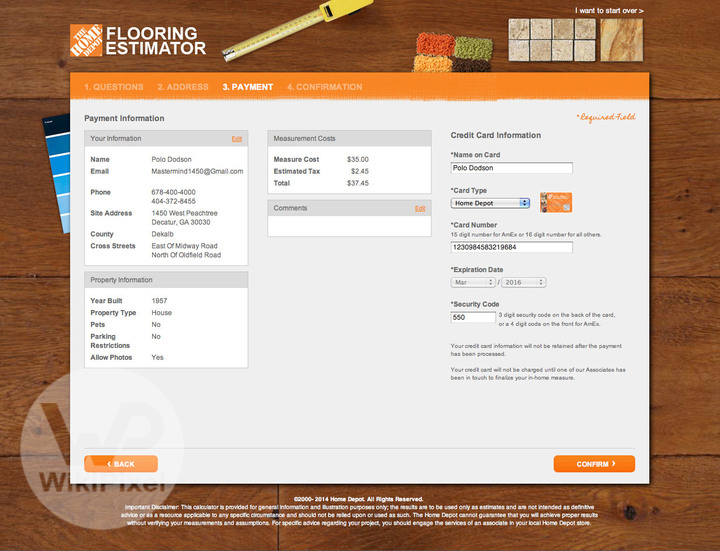 I want to start over >
THE HOME DEPOT
FLOORING
ESTIMATOR
1. QUESTIONS 2. ADDRESS 3. PAYMENT 4. CONFIRMATION
Payment Information
*Required Field
Your Information Edit
Name Polo Dodson
Email Mastermind1450@Gmail.com
Phone 678-400-4000
404-372-8455
Site Address 1450 West Peachtree
Decatur, GA 30030
County Dekalb
Cross Streets East Of Midway Road
North Of Oldfield Road
Property Information
Year Built 1957
Property Type House
Pets No
Parking No
Restrictions
Allow Photos Yes
Measurement Costs
Measure Cost $35.00
Estimated Tax $2.45
Total $37.45
Comments Edit
Credit Card Information
*Name on Card
Polo Dodson
*Card Type
Home Depot
*Card Number
15 digit number for AmEx or 16 digit number for all others.
1230984583219684
*Expiration Date
Mar / 2016
*Security Code
550 3 digit security code on the back of the card,
or a 4 digit code on the front for AmEx.
Your credit card information will not be retained after the payment
has been processed.
Your credit card will not be charged until one of our Associates has
been in touch to finalize your in-home measure.
‹ BACK
CONFIRM ›
WP
WikiPixel
©2000- 2014 Home Depot. All Rights Reserved.
Important Disclaimer: This calculator is provided for general information and illustration purposes only; the results are to be used only as estimates and are not intended as definitive
advice or as a resource applicable to any specific circumstance and should not be relied upon or used as such. The Home Depot cannot guarantee that you will achieve proper results
without verifying your measurements and assumptions. For specific advice regarding your project, you should engage the services of an associate in your local Home Depot store.